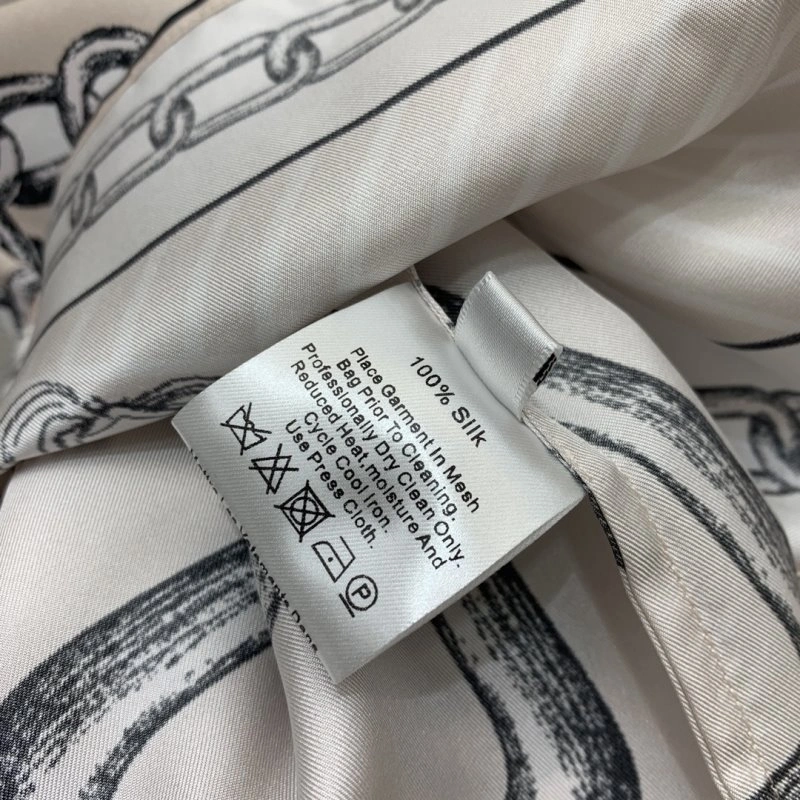 100% Silk
Place Garment In Mesh
Bag Prior To Cleaning.
Professionally Dry Clean Only.
Reduced Heat,moisture And
Cycle Cool Iron.
Use Press Cloth.
P